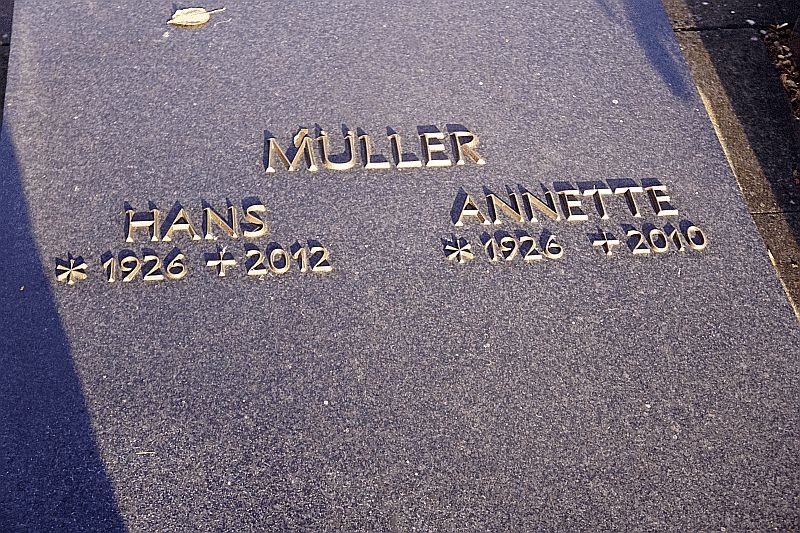 MÜLLER
HANS ANNETTE
* 1926 + 2012 * 1926 + 2010